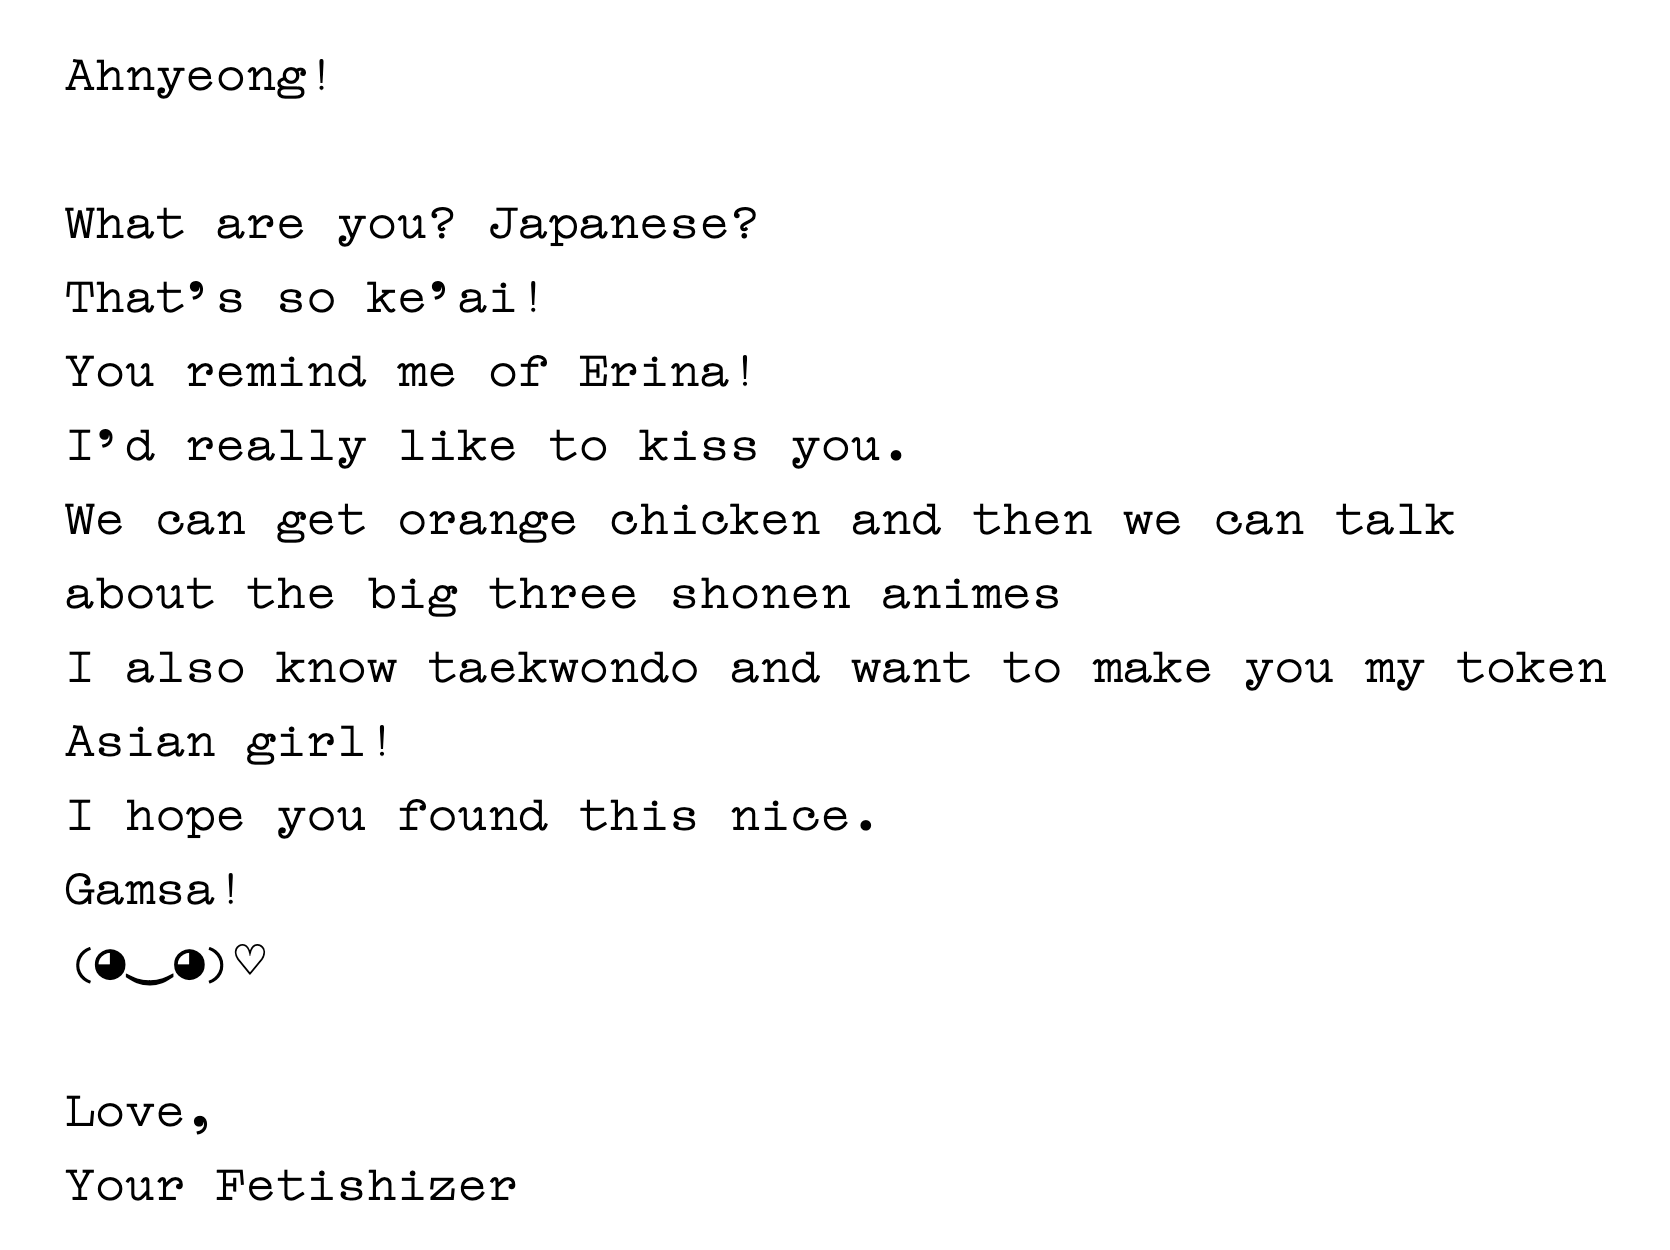 Ahnyeong!
What are you? Japanese?
That’s so ke’ai!
You remind me of Erina!
I’d really like to kiss you.
We can get orange chicken and then we can talk
about the big three shonen animes
I also know taekwondo and want to make you my token
Asian girl!
I hope you found this nice.
Gamsa!
(◕‿◕)♡
Love,
Your Fetishizer